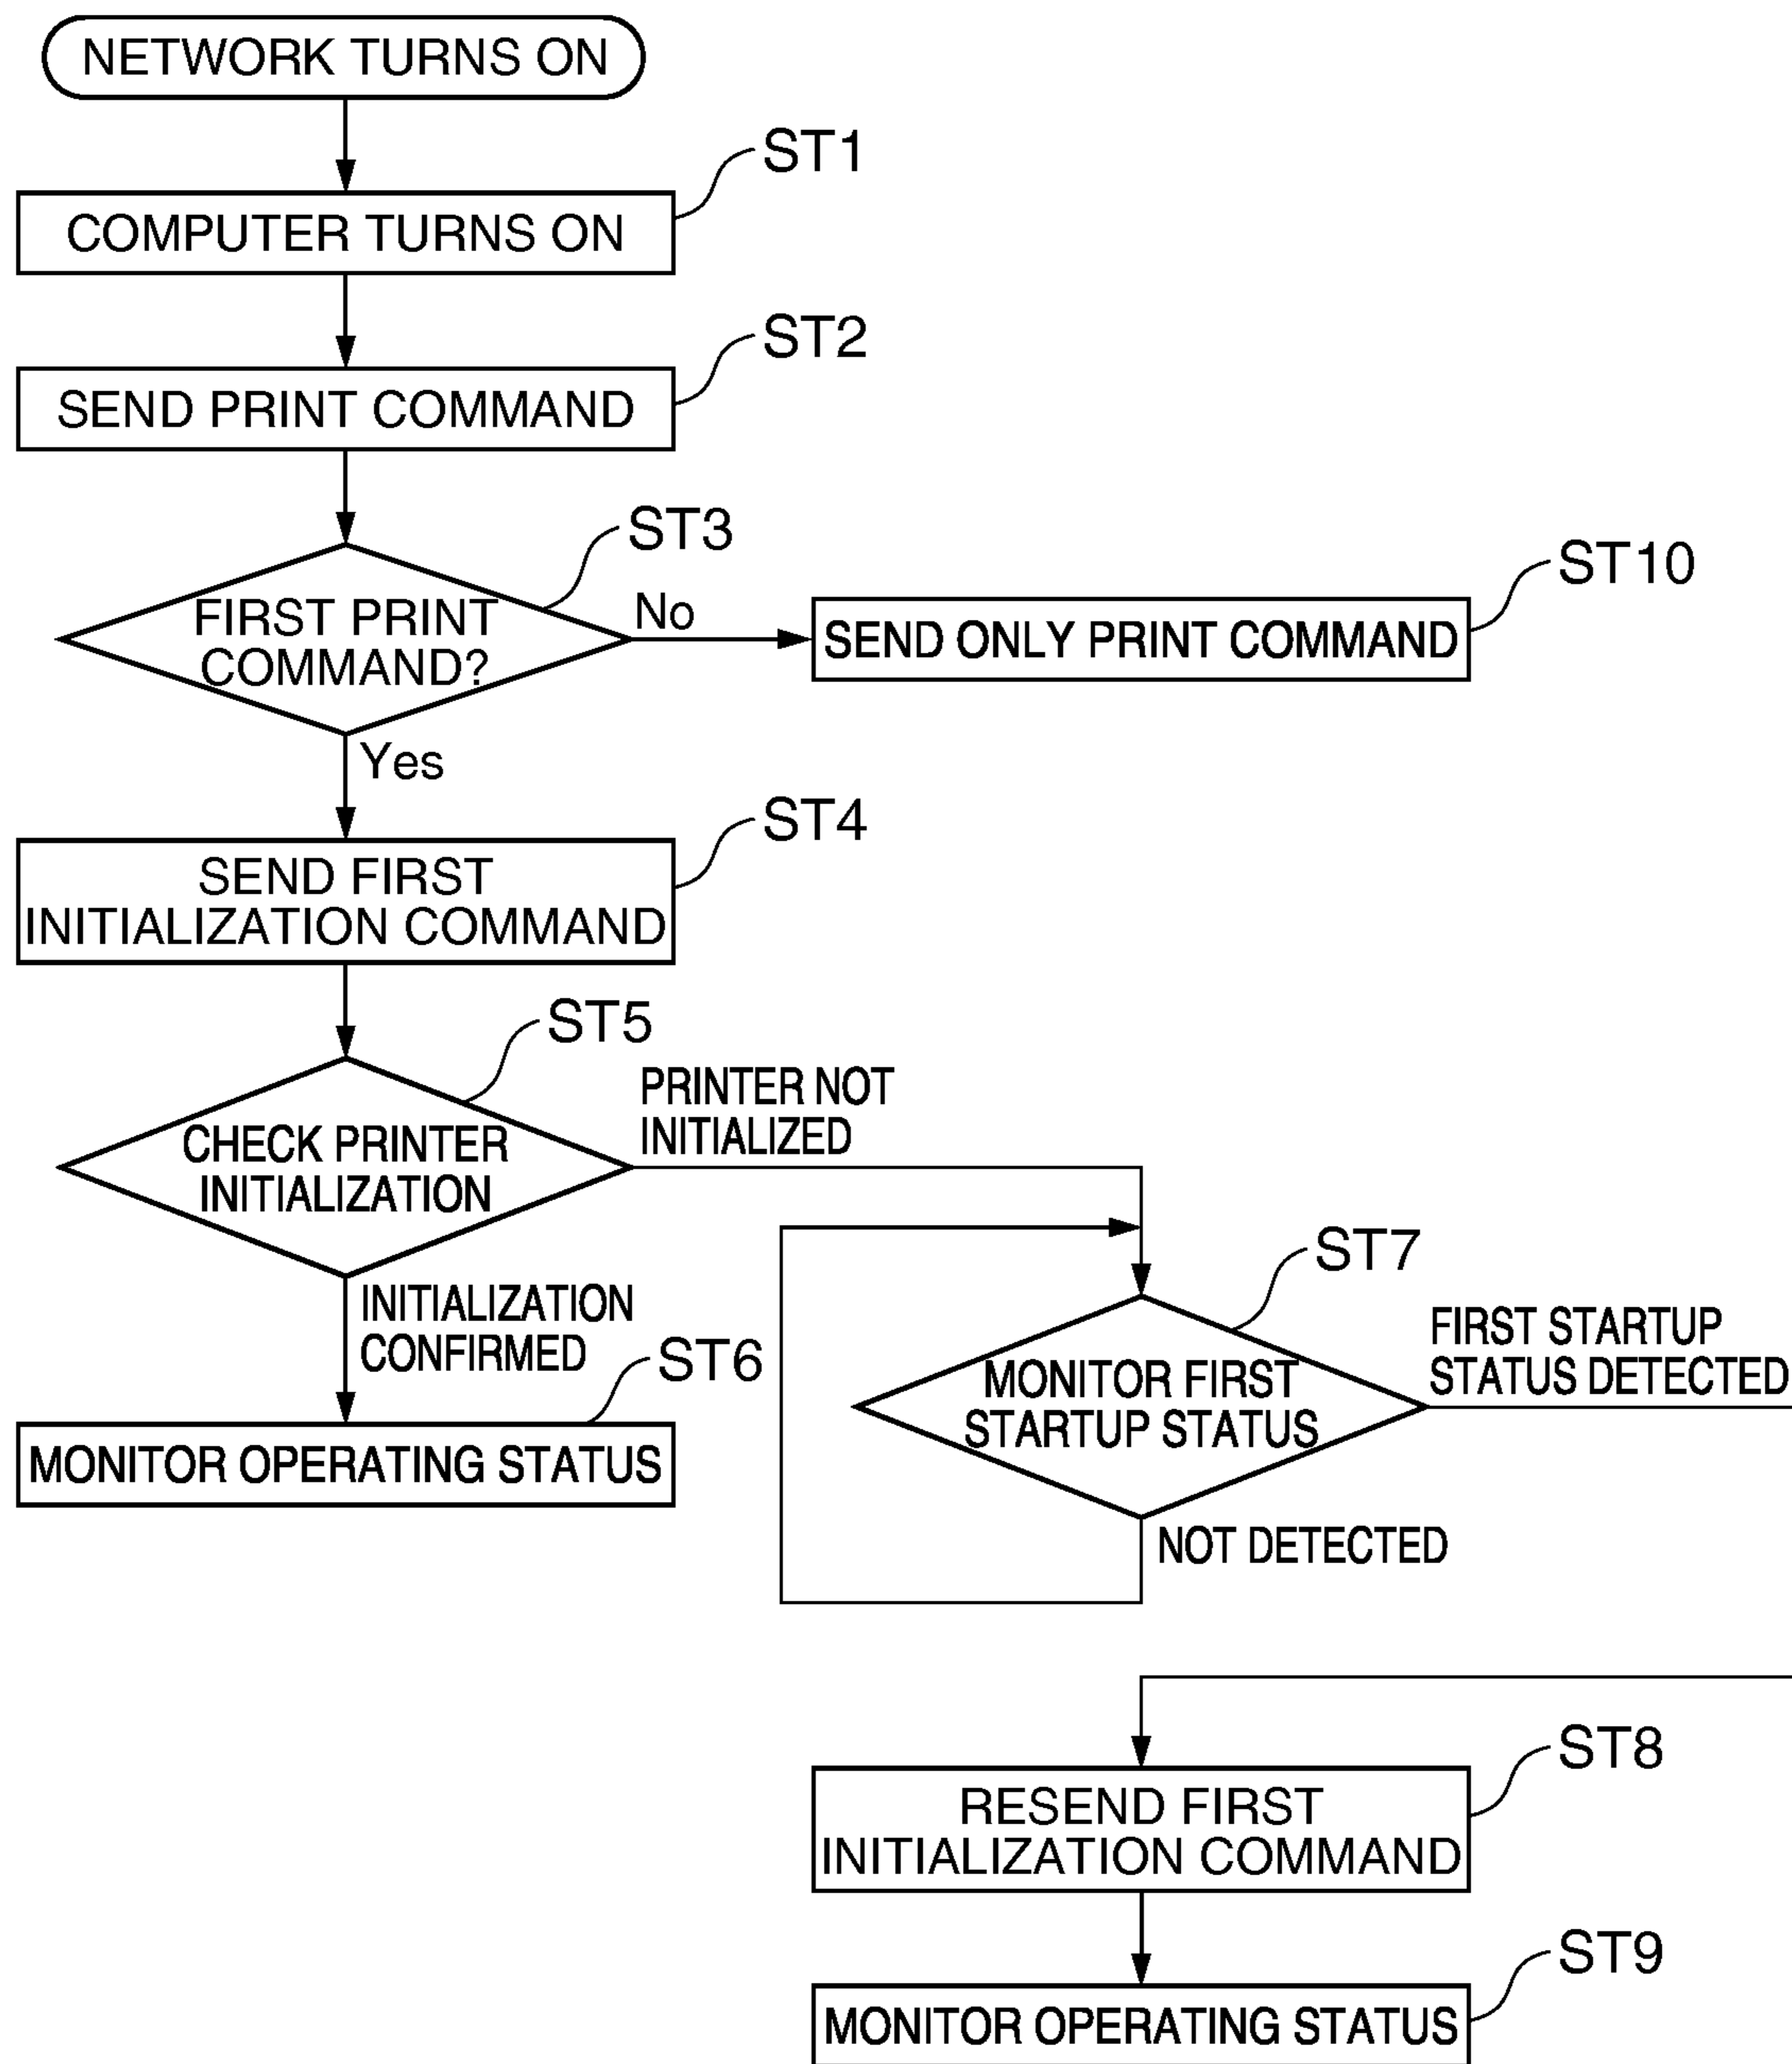 NETWORK TURNS ON
ST1
COMPUTER TURNS ON
ST2
SEND PRINT COMMAND
ST3
FIRST PRINT
COMMAND?
No
ST10
SEND ONLY PRINT COMMAND
Yes
ST4
SEND FIRST
INITIALIZATION COMMAND
ST5
CHECK PRINTER
INITIALIZATION
PRINTER NOT
INITIALIZED
INITIALIZATION
CONFIRMED
ST6
MONITOR OPERATING STATUS
ST7
MONITOR FIRST
STARTUP STATUS
FIRST STARTUP
STATUS DETECTED
NOT DETECTED
ST8
RESEND FIRST
INITIALIZATION COMMAND
ST9
MONITOR OPERATING STATUS